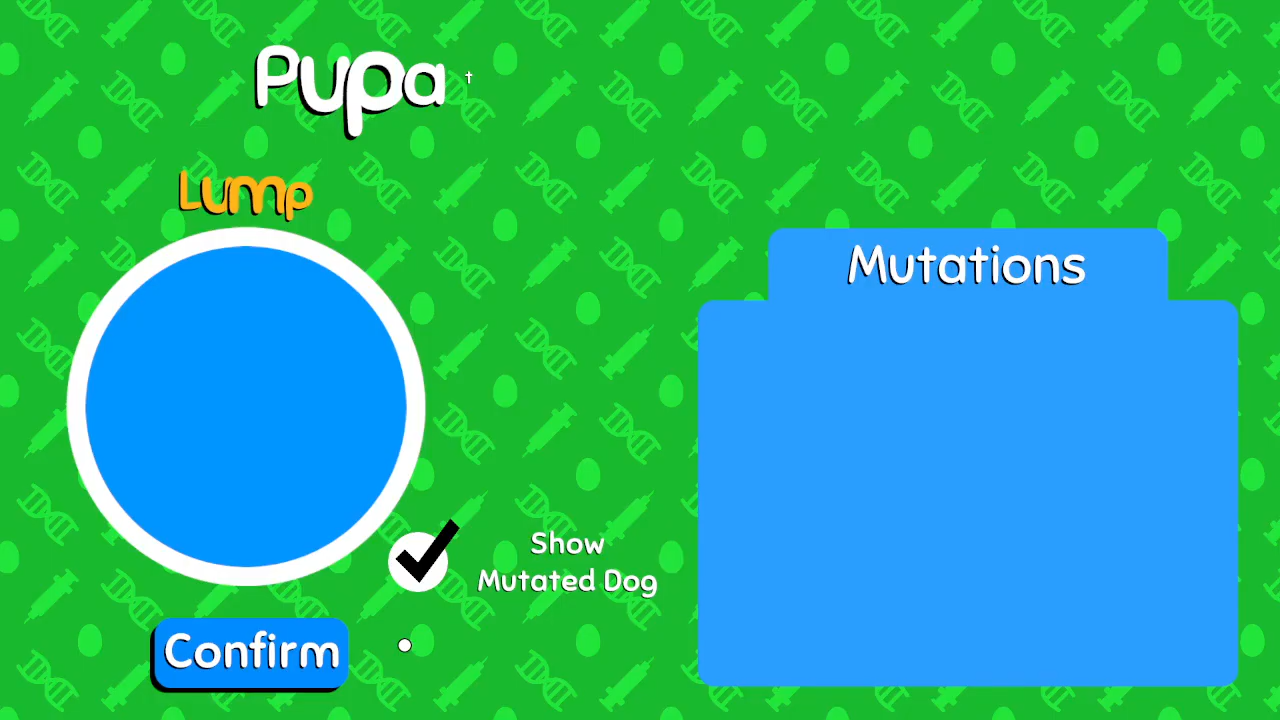 Pupa †
Lump
Mutations
Show
Mutated Dog
Confirm